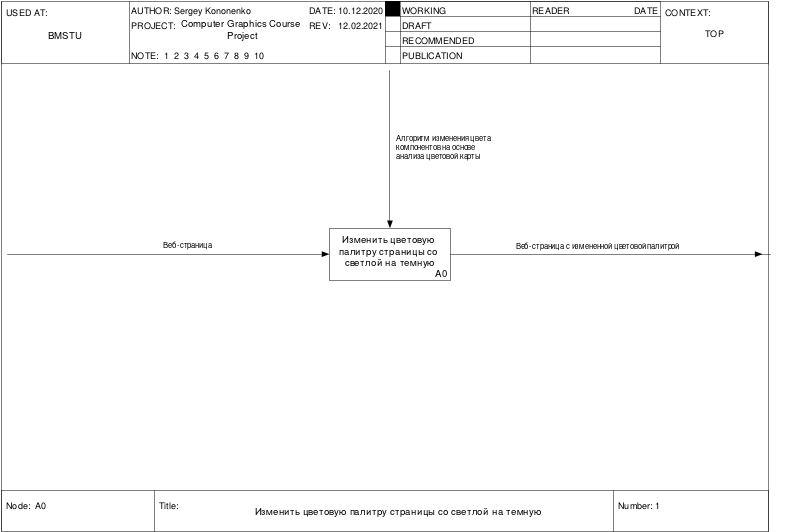 USED AT:
BMSTU
AUTHOR: Sergey Kononenko
DATE: 10.12.2020
PROJECT: Computer Graphics Course
Project
REV: 12.02.2021
NOTE: 1 2 3 4 5 6 7 8 9 10
WORKING
DRAFT
RECOMMENDED
PUBLICATION
READER
DATE
CONTEXT:
TOP
Алгоритм изменения цвета
компонентов на основе
анализа цветовой карты
Веб-страница
Изменить цветовую
палитру страницы со
светлой на темную
A0
Веб-страница с измененной цветовой палитрой
Node: A0
Title:
Изменить цветовую палитру страницы со светлой на темную
Number: 1